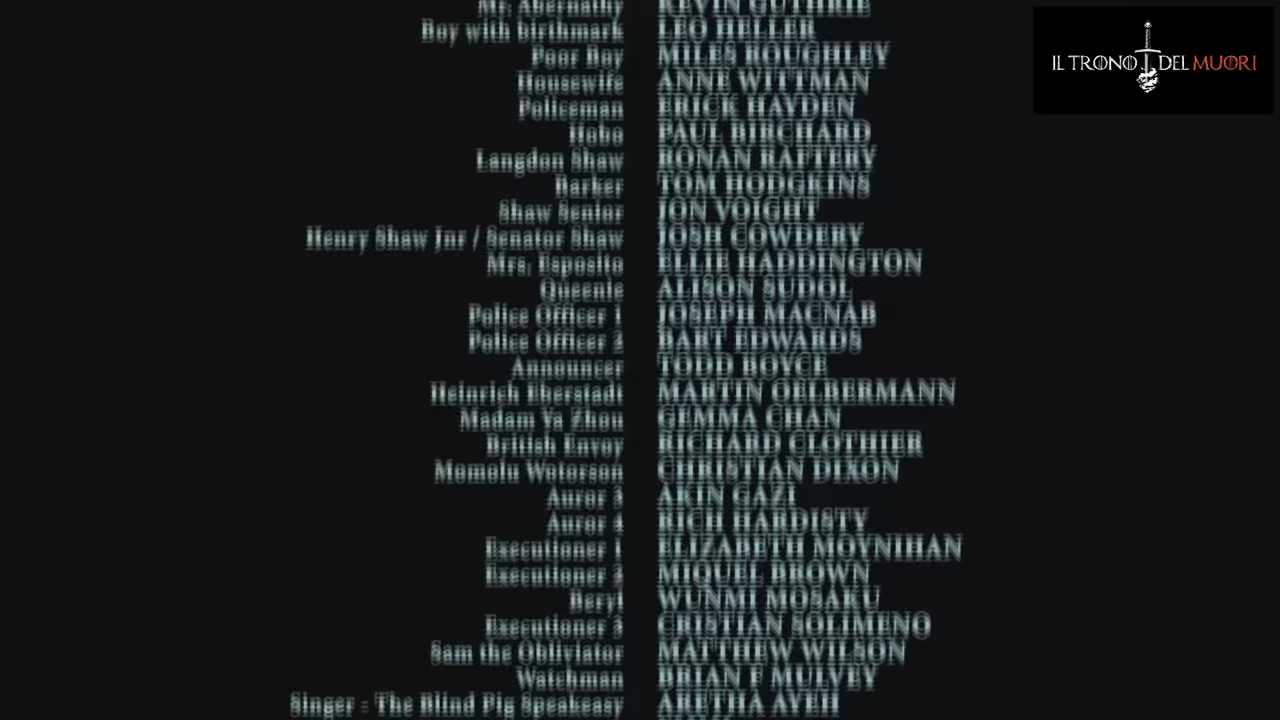 Mr. Abernathy KEVIN GUTHRIE
IL TRONO DEL MUORI
Boy with birthmark LEO HELLER
Poor Boy MILES ROUGHLEY
Housewife ANNE WITTMAN
Policeman ERICK HAYDEN
Hobo PAUL BIRCHARD
Langdon Shaw RONAN RAFTERY
Barker TOM HODGKINS
Shaw Senior JON VOIGHT
Henry Shaw Jnr / Senator Shaw JOSH COWDERY
Mrs. Esposito ELLIE HADDINGTON
Queenie ALISON SUDOL
Police Officer 1 JOSEPH MACNAB
Police Officer 2 BART EDWARDS
Announcer TODD BOYCE
Heinrich Eberstadt MARTIN OELBERMANN
Madam Ya Zhou GEMMA CHAN
British Envoy RICHARD CLOTHIER
Momolu Wotorson CHRISTIAN DIXON
Auror 3 AKIN GAZI
Auror 4 RICH HARDISTY
Executioner 1 ELIZABETH MOYNIHAN
Executioner 2 MIQUEL BROWN
Beryl WUNMI MOSAKU
Executioner 3 CRISTIAN SOLIMENO
Sam the Obliviator MATTHEW WILSON
Watchman BRIAN F MULVEY
Singer - The Blind Pig Speakeasy ARETHA AYEH